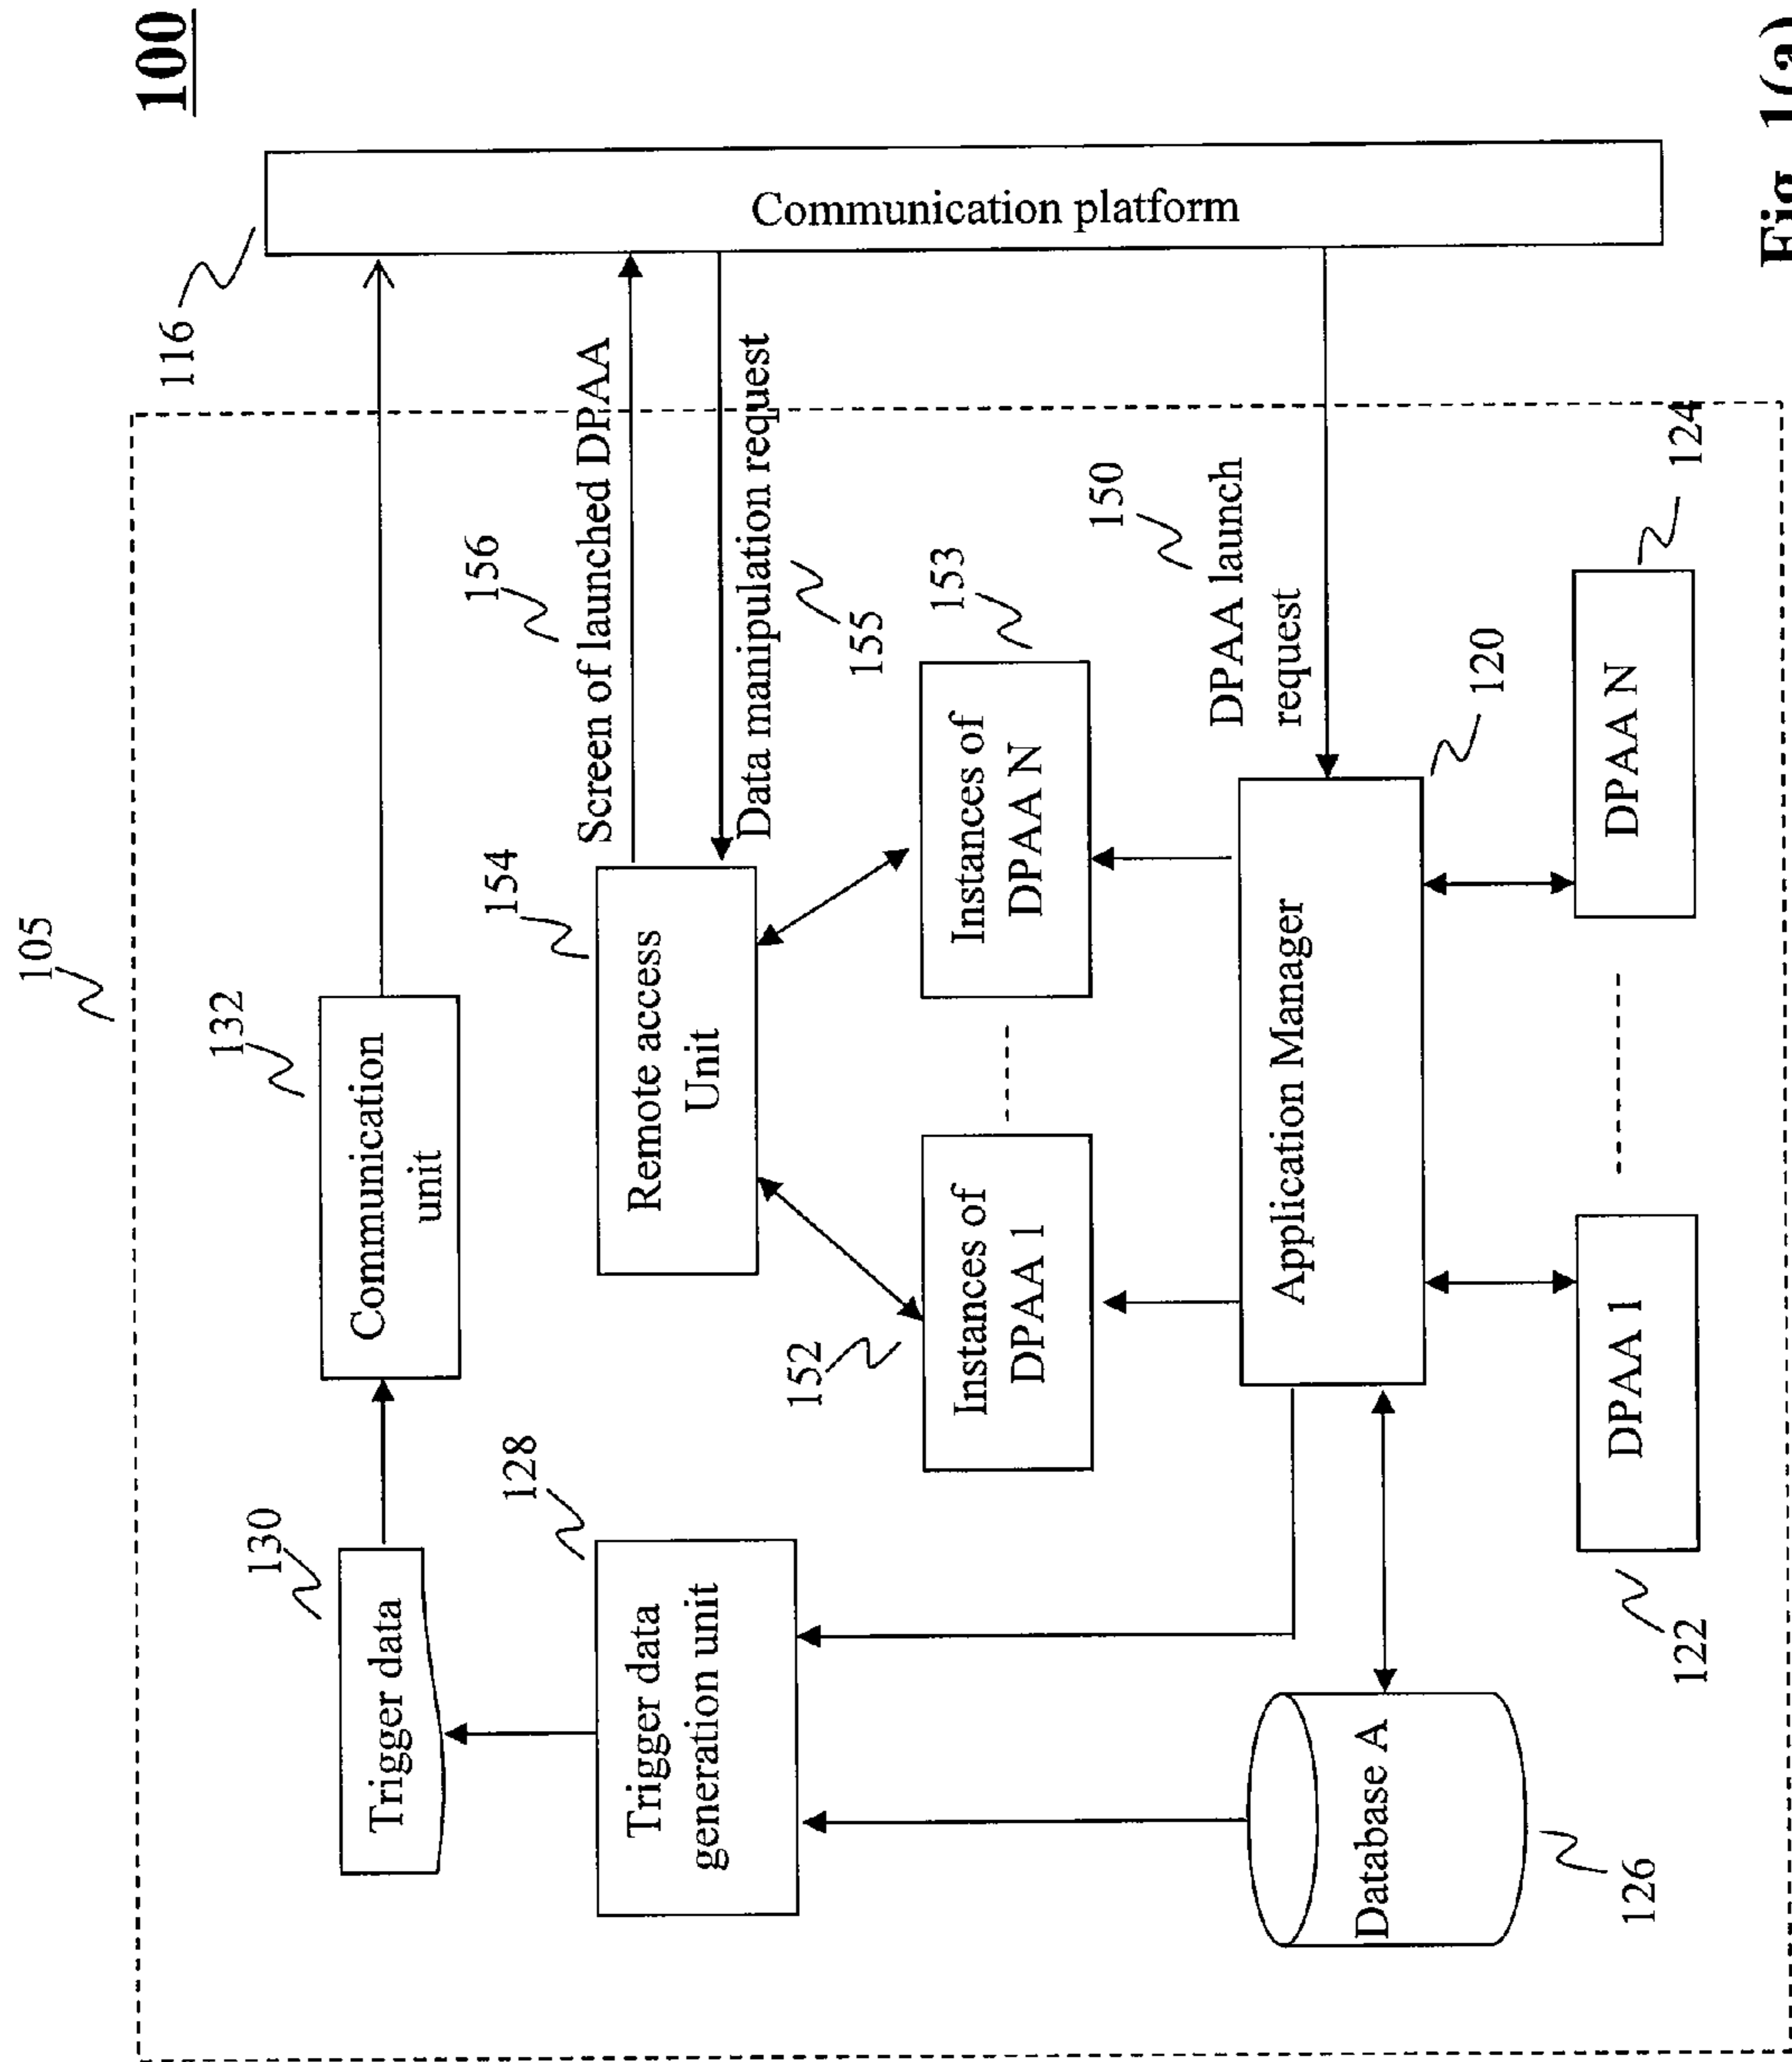 100
105
116
132
Communication
unit
130
Trigger data
128
Trigger data
generation unit
154
Remote access
Unit
156
Screen of launched DPAA
Data manipulation request
155
Communication platform
152
Instances of
DPAA 1
153
Instances of
DPAA N
150
DPAA launch
request
120
Application Manager
Database A
126
DPAA 1
122
DPAA N
124
Fig. 1(a)